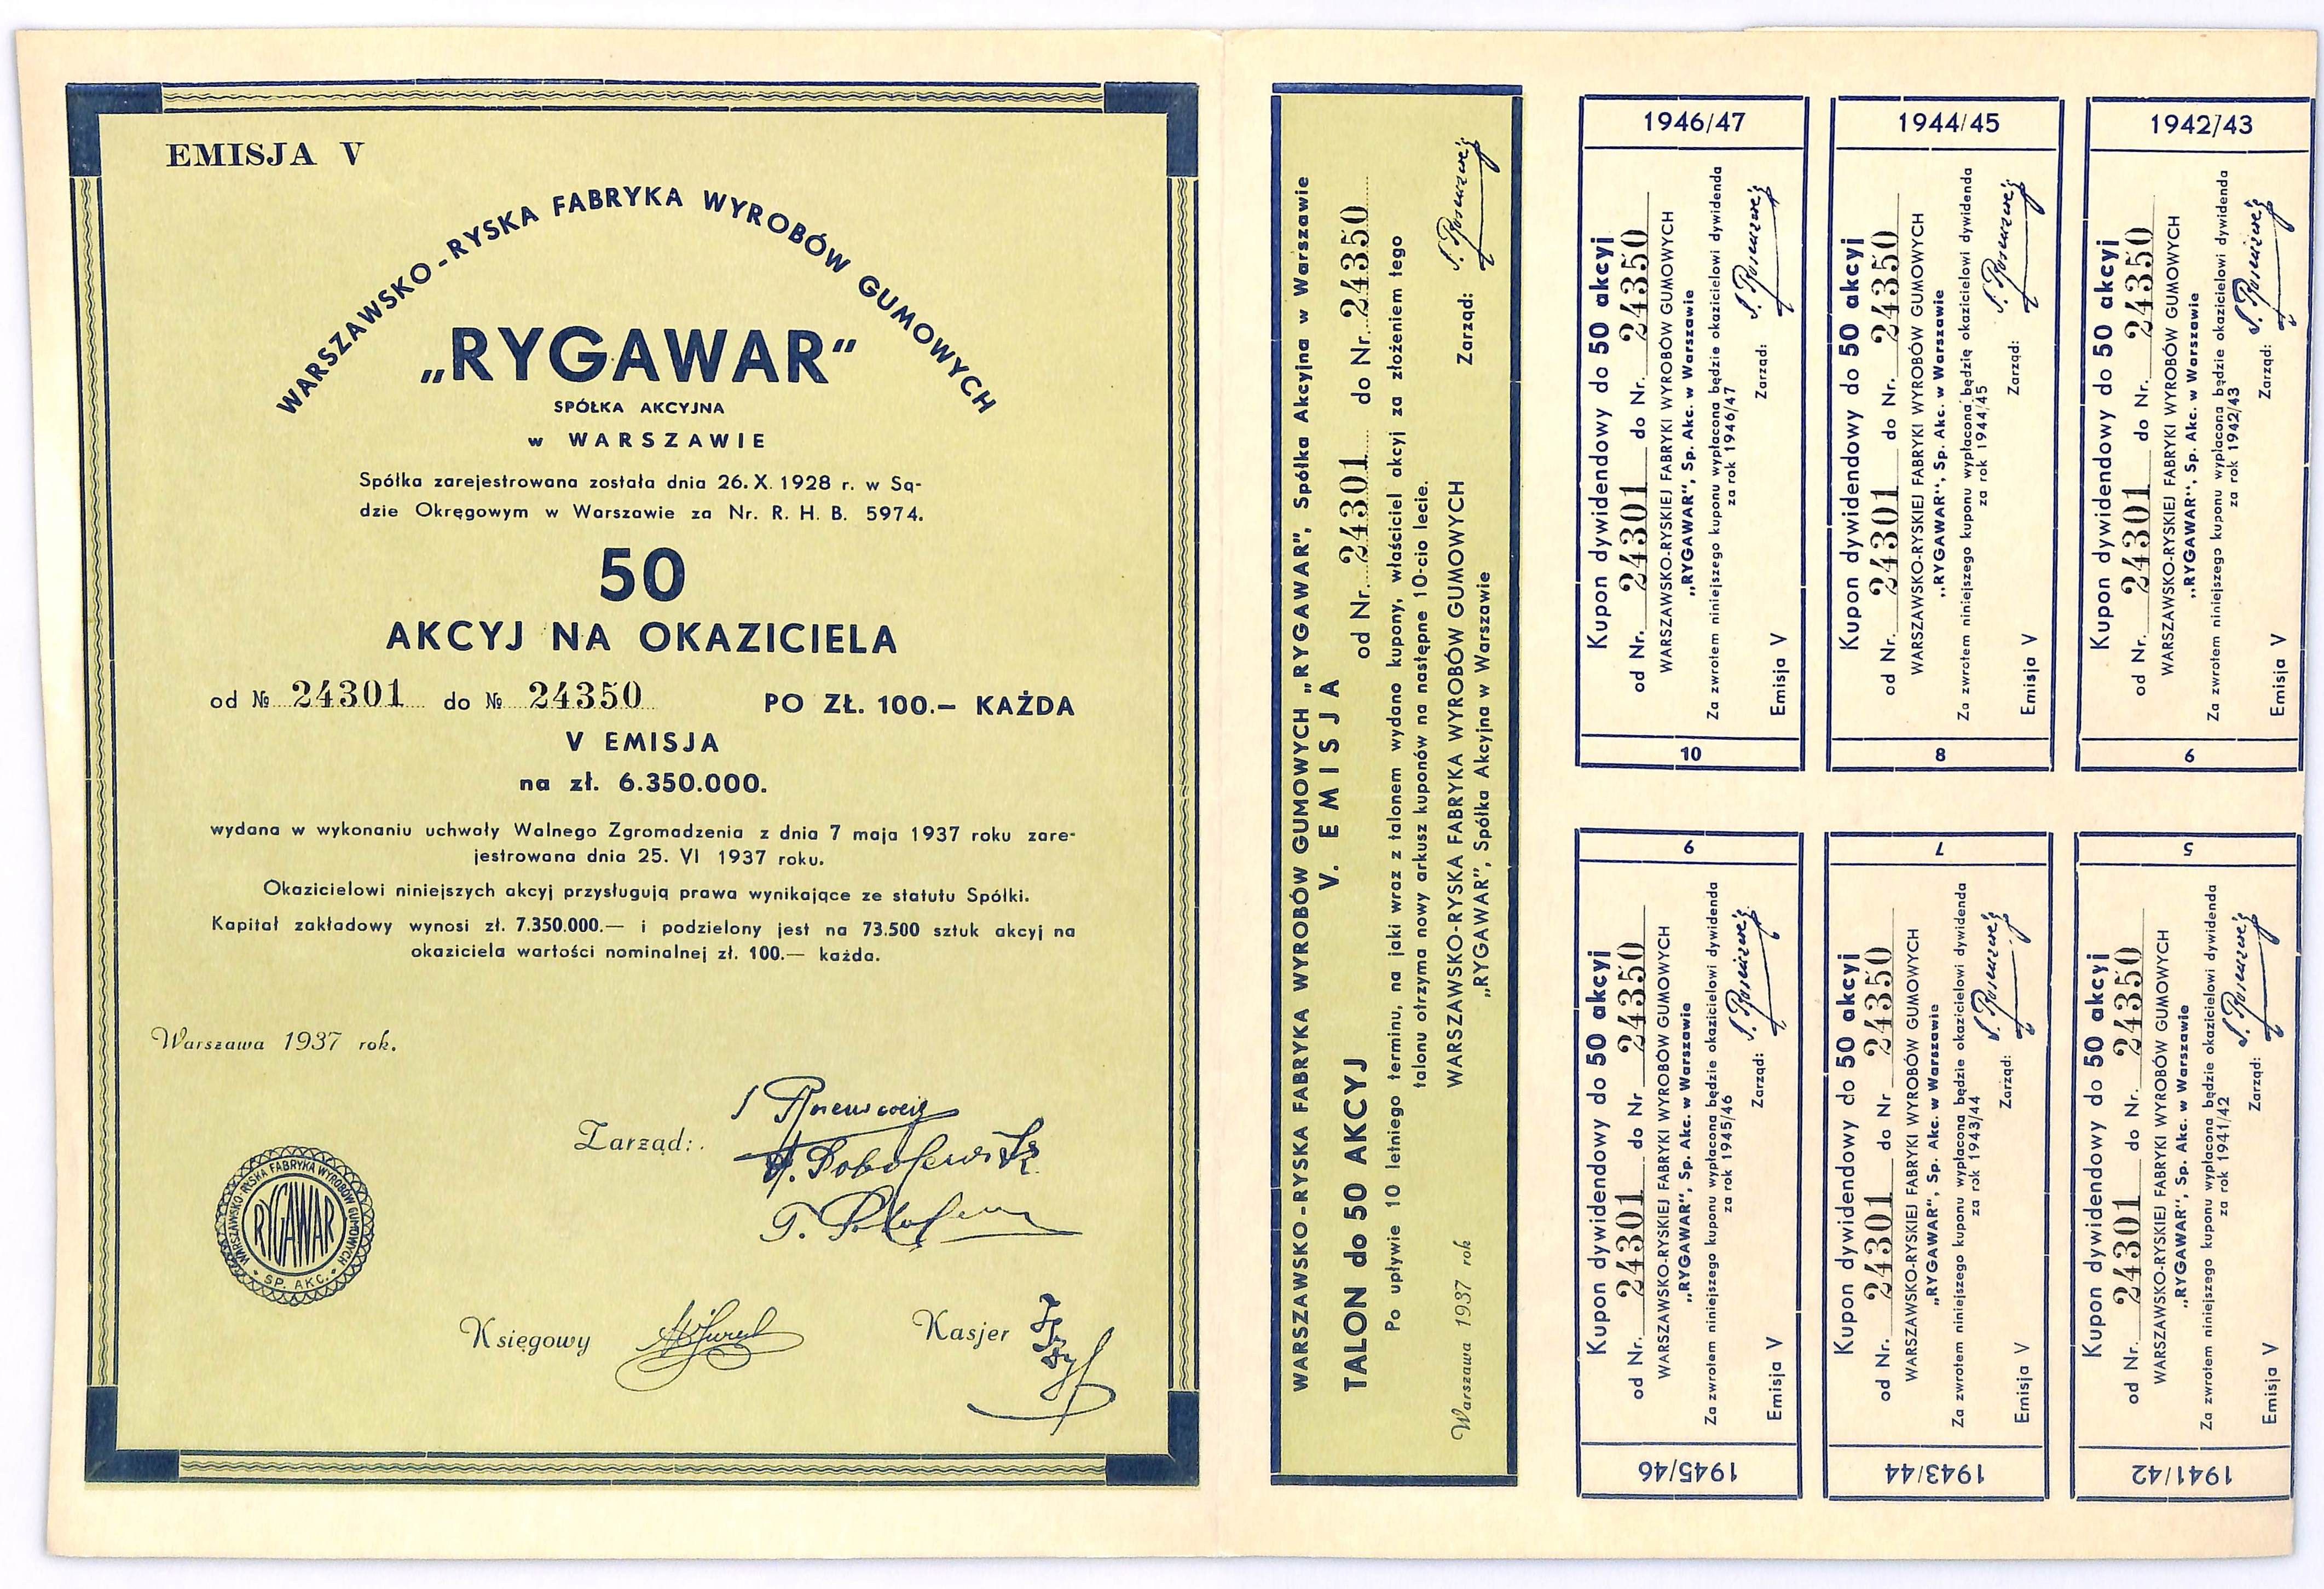 EMISJA V
WARSZAWSKO-RYSKA FABRYKA WYROBÓW GUMOWYCH
„RYGAWAR“
SPÓŁKA AKCYJNA
w WARSZAWIE
Spółka zarejestrowana została dnia 26. X. 1928 r. w Są-
dzie Okręgowym w Warszawie za Nr. R. H. B. 5974.
50
AKCYJ NA OKAZICIELA
od № 24301 do № 24350 PO ZŁ. 100.— KAŻDA
V EMISJA
na zł. 6.350.000.
wydana w wykonaniu uchwały Walnego Zgromadzenia z dnia 7 maja 1937 roku zare-
jestrowana dnia 25. VI 1937 roku.
Okazicielowi niniejszych akcyj przysługują prawa wynikające ze statutu Spółki.
Kapitał zakładowy wynosi zł. 7.350.000.— i podzielony jest na 73.500 sztuk akcyj na
okaziciela wartości nominalnej zł. 100.— każda.
Warszawa 1937 rok.
Zarząd:
WARSZAWSKO-RYSKA FABRYKA WYROBÓW GUMOWYCH
RYGAWAR
SP. AKC.
Księgowy
Kasjer
WARSZAWSKO-RYSKA FABRYKA WYROBÓW GUMOWYCH „RYGAWAR“, Spółka Akcyjna w Warszawie
V. EMISJA
TALON do 50 AKCYJ od Nr. 24301 do Nr. 24350
Po upływie 10 letniego terminu, na jaki wraz z talonem wydano kupony, właściciel akcyj za złożeniem tego
talonu otrzyma nowy arkusz kuponów na następne 10-cio lecie.
WARSZAWSKO-RYSKA FABRYKA WYROBÓW GUMOWYCH
„RYGAWAR“, Spółka Akcyjna w Warszawie
Warszawa 1937 rok
Zarząd:
1946/47
Kupon dywidendowy do 50 akcyj
od Nr. 24301 do Nr. 24350
WARSZAWSKO-RYSKIEJ FABRYKI WYROBÓW GUMOWYCH
„RYGAWAR“, Sp. Akc. w Warszawie
Za zwrotem niniejszego kuponu wypłacona będzie okazicielowi dywidenda
za rok 1946/47
Zarząd:
Emisja V
10
1944/45
Kupon dywidendowy do 50 akcyj
od Nr. 24301 do Nr. 24350
WARSZAWSKO-RYSKIEJ FABRYKI WYROBÓW GUMOWYCH
„RYGAWAR“, Sp. Akc. w Warszawie
Za zwrotem niniejszego kuponu wypłacona będzie okazicielowi dywidenda
za rok 1944/45
Zarząd:
Emisja V
8
1942/43
Kupon dywidendowy do 50 akcyj
od Nr. 24301 do Nr. 24350
WARSZAWSKO-RYSKIEJ FABRYKI WYROBÓW GUMOWYCH
„RYGAWAR“, Sp. Akc. w Warszawie
Za zwrotem niniejszego kuponu wypłacona będzie okazicielowi dywidenda
za rok 1942/43
Zarząd:
Emisja V
6
9
Kupon dywidendowy do 50 akcyj
od Nr. 24301 do Nr 24350
WARSZAWSKO-RYSKIEJ FABRYKI WYROBÓW GUMOWYCH
„RYGAWAR“, Sp. Akc. w Warszawie
Za zwrotem niniejszego kuponu wypłacona będzie okazicielowi dywidenda
za rok 1945/46
Zarząd:
Emisja V
1945/46
7
Kupon dywidendowy do 50 akcyj
od Nr. 24301 do Nr 24350
WARSZAWSKO-RYSKIEJ FABRYKI WYROBÓW GUMOWYCH
„RYGAWAR“, Sp. Akc. w Warszawie
Za zwrotem niniejszego kuponu wypłacona będzie okazicielowi dywidenda
za rok 1943/44
Zarząd:
Emisja V
1943/44
5
Kupon dywidendowy do 50 akcyj
od Nr. 24301 do Nr. 24350
WARSZAWSKO-RYSKIEJ FABRYKI WYROBÓW GUMOWYCH
„RYGAWAR“, Sp. Akc. w Warszawie
Za zwrotem niniejszego kuponu wypłacona będzie okazicielowi dywidenda
za rok 1941/42
Zarząd:
Emisja V
1941/42